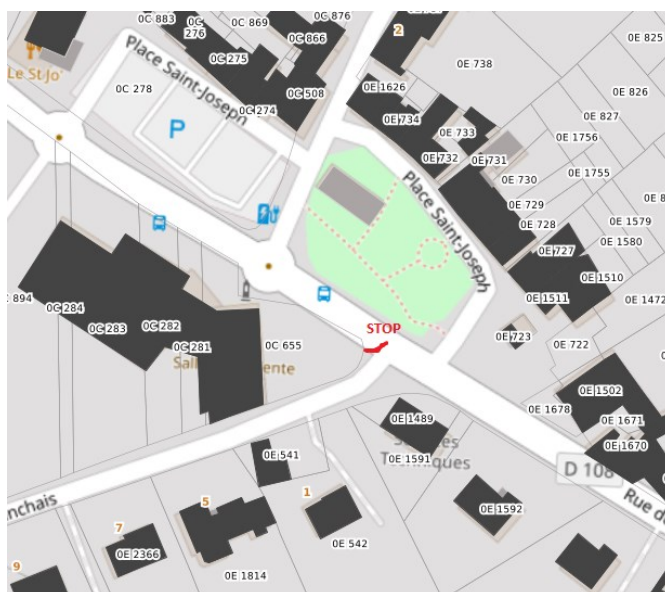 0C 883
0C 276
0C 869
0C 876
0C 866
2
0E 825
Le St-Jo'
Place Saint-Joseph
0C 275
0E 738
0C 278
0C 274
0C 508
0E 1626
0E 826
0E 734
0E 733
0E 827
P
0E 1756
0E 732
0E 731
0E 730
0E 1755
Place Saint-Joseph
0E 729
0E 728
0E 1579
0E 727
0E 1580
0E 1510
894
0C 284
0E 1511
0E 1472
0C 283
0C 282
STOP
0E 723
0C 281
0C 655
0E 722
0E 1502
0E 1678
0E 1489
0E 1671
0E 1670
0E 541
0E 1591
Techniques
D 108
Rue d
nchais
5
1
0E 1592
7
0E 2366
0E 542
9
0E 1814